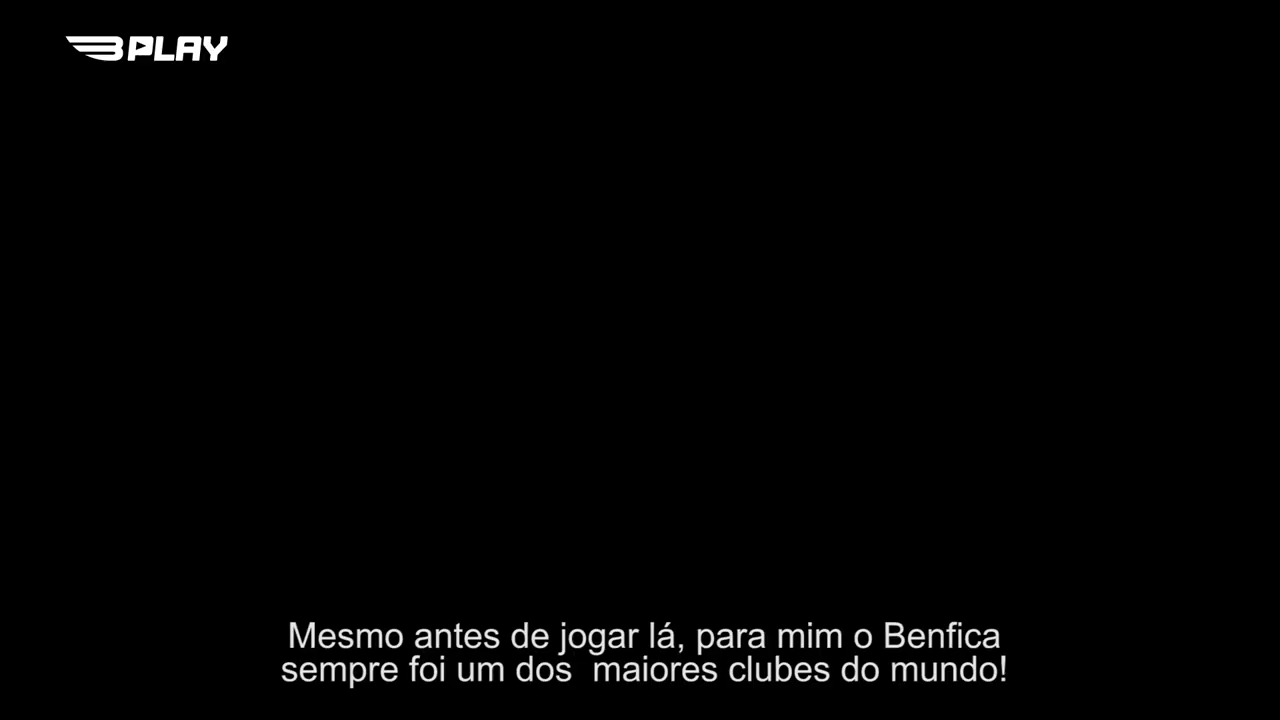 BPLAY
Mesmo antes de jogar lá, para mim o Benfica
sempre foi um dos  maiores clubes do mundo!